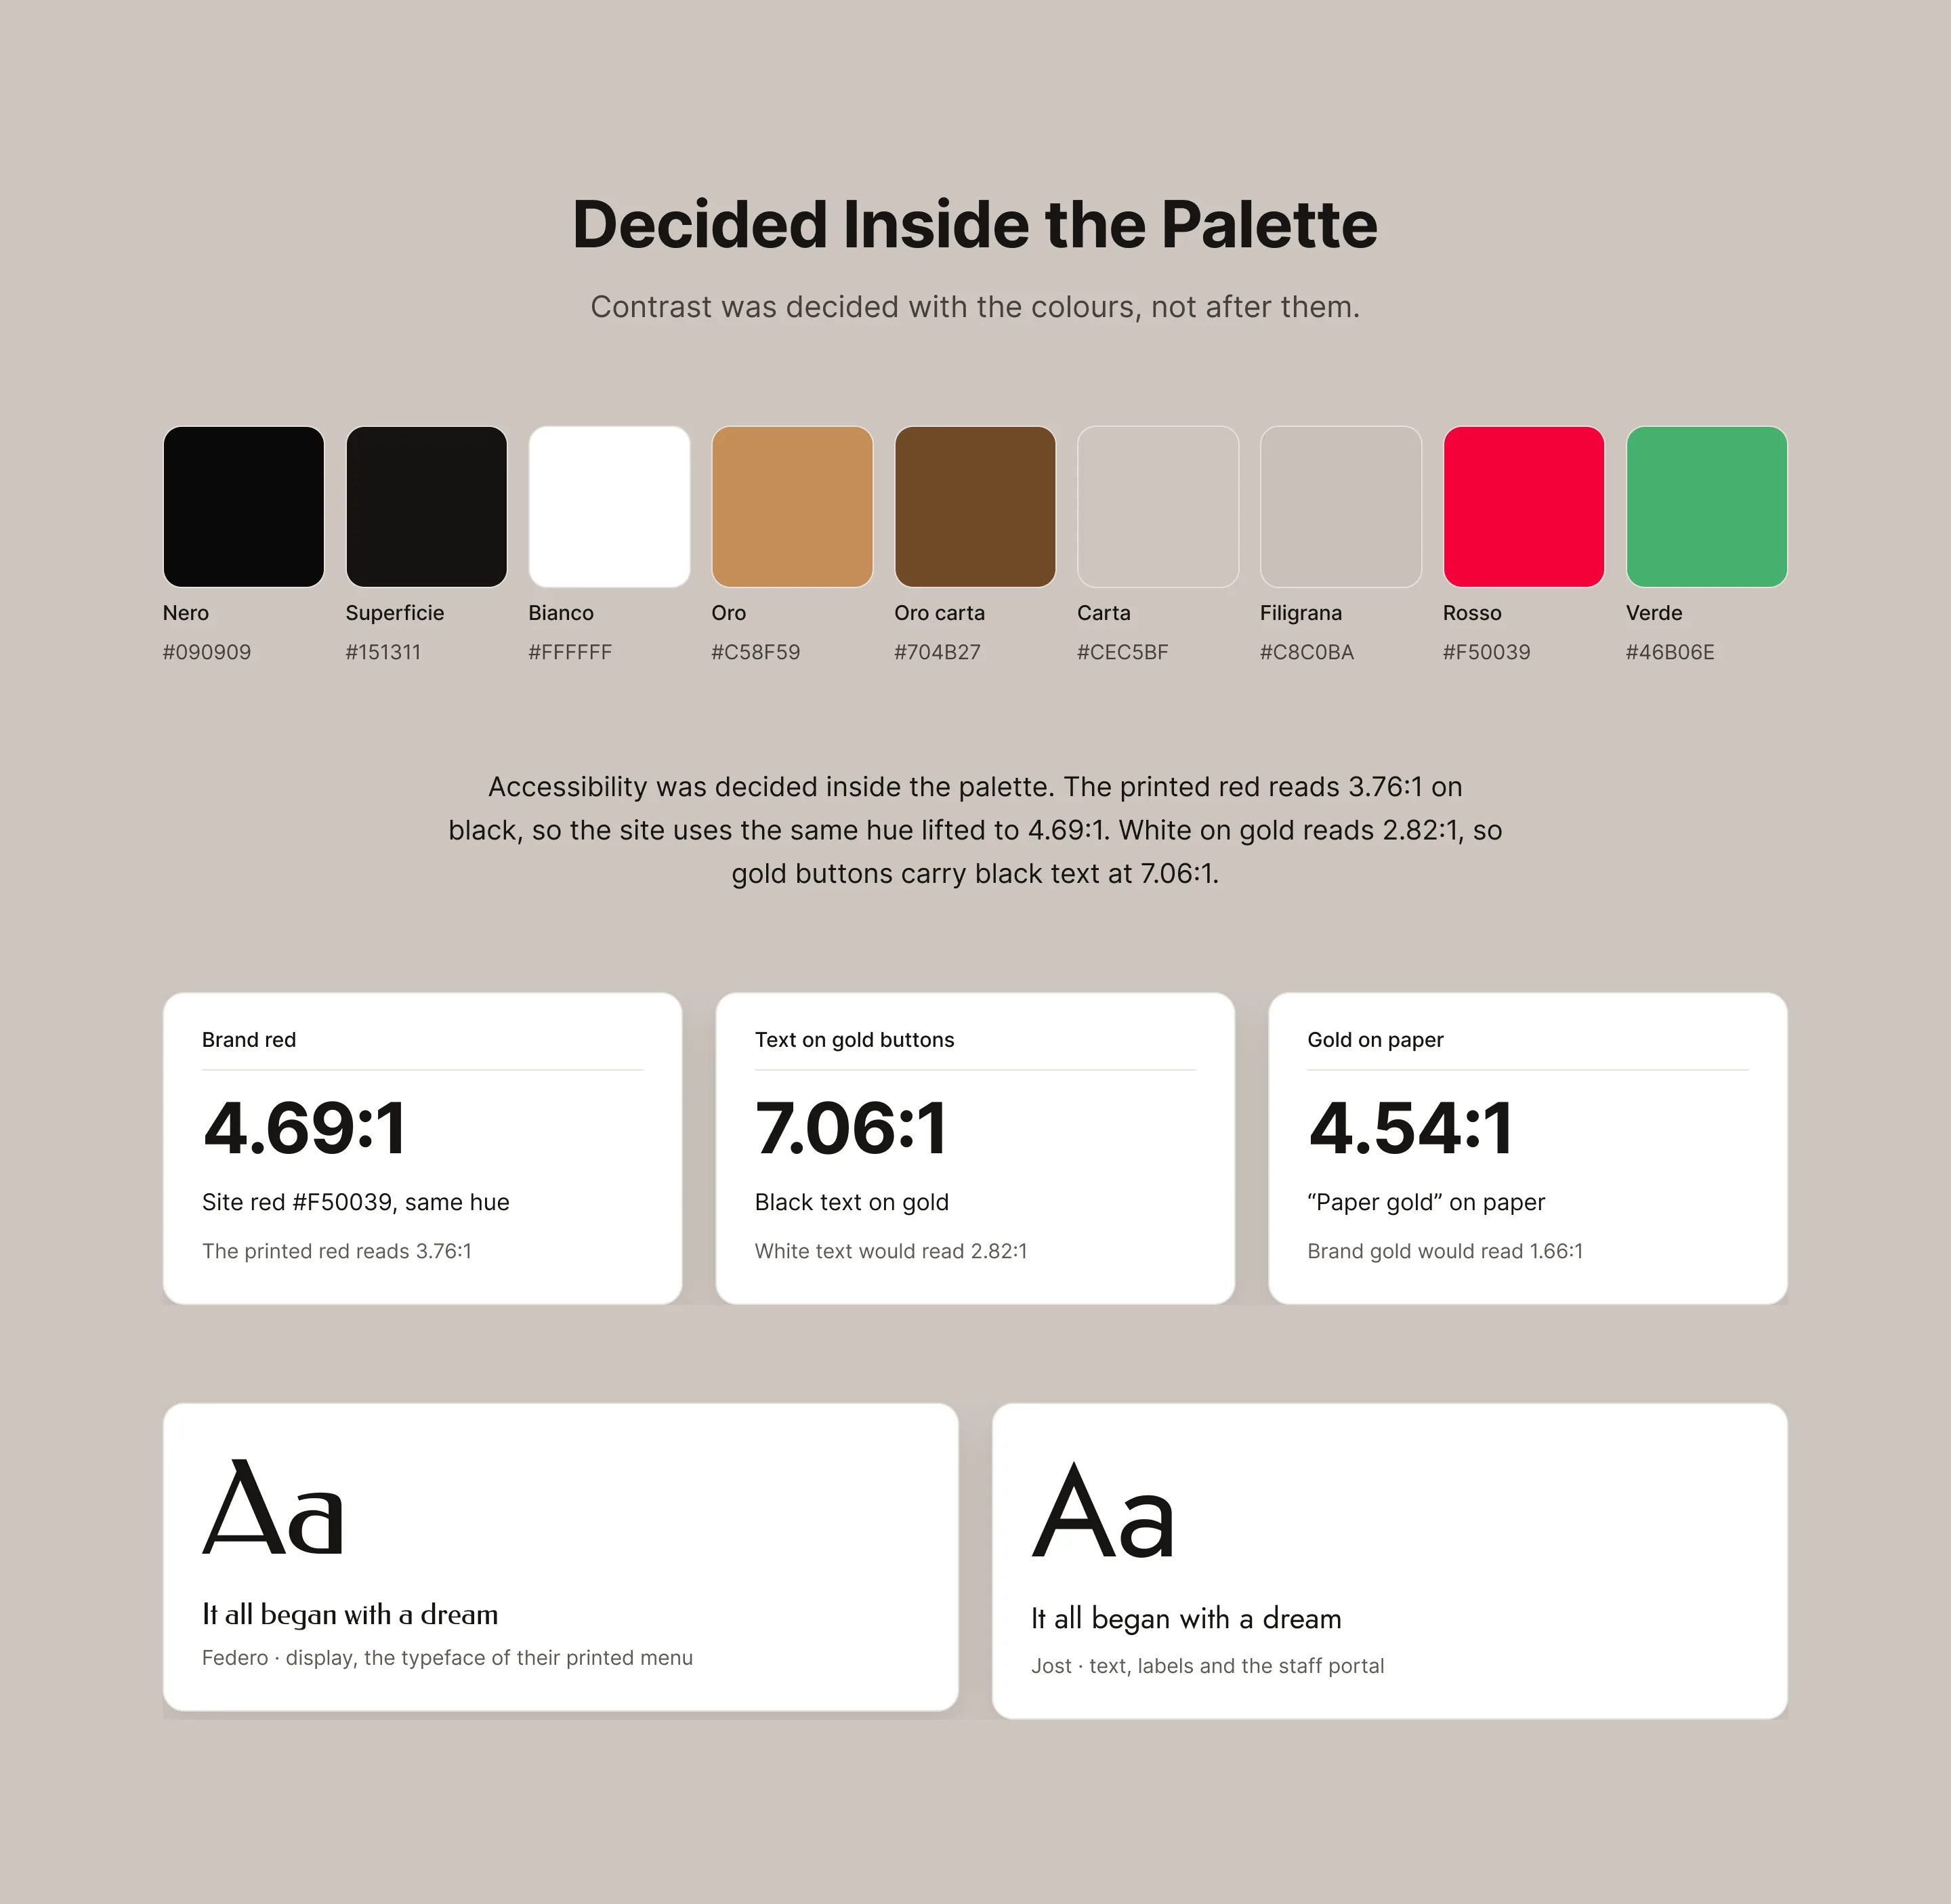 Decided Inside the Palette
Contrast was decided with the colours, not after them.
Nero
#090909
Superficie
#151311
Bianco
#FFFFFF
Oro
#C58F59
Oro carta
#704B27
Carta
#CEC5BF
Filigrana
#C8C0BA
Rosso
#F50039
Verde
#46B06E
Accessibility was decided inside the palette. The printed red reads 3.76:1 on
black, so the site uses the same hue lifted to 4.69:1. White on gold reads 2.82:1, so
gold buttons carry black text at 7.06:1.
Brand red
4.69:1
Site red #F50039, same hue
The printed red reads 3.76:1
Text on gold buttons
7.06:1
Black text on gold
White text would read 2.82:1
Gold on paper
4.54:1
“Paper gold” on paper
Brand gold would read 1.66:1
Aa
It all began with a dream
Federo · display, the typeface of their printed menu
Aa
It all began with a dream
Jost · text, labels and the staff portal